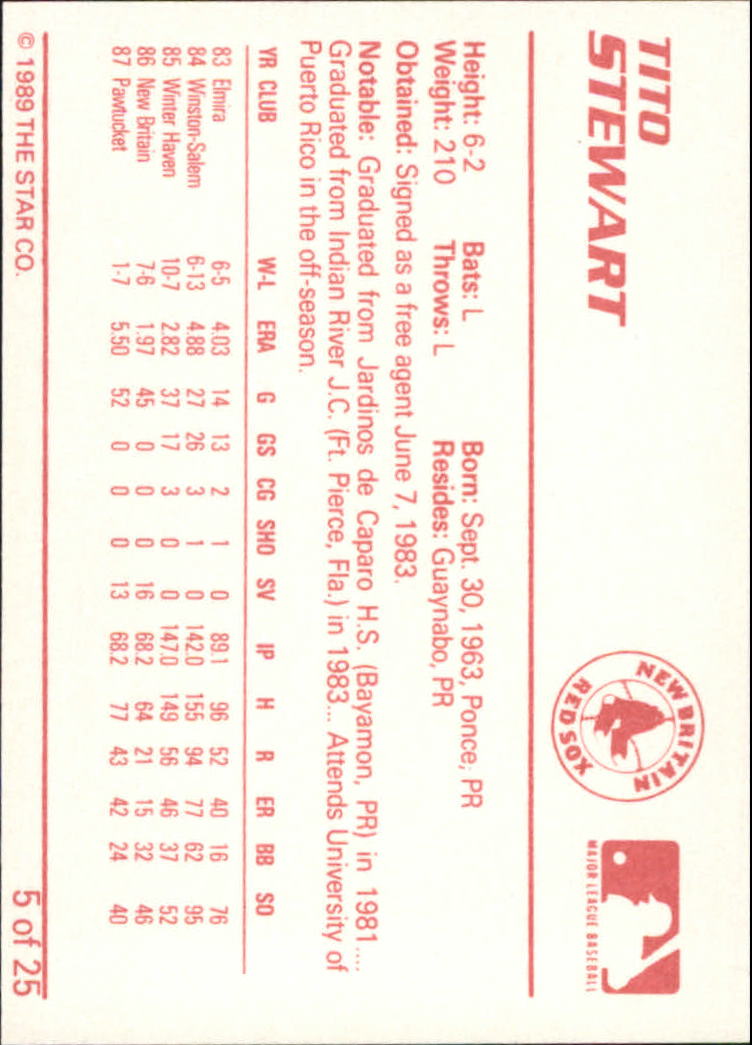 TITO
STEWART
NEW BRITAIN
RED SOX
MAJOR LEAGUE BASEBALL
Height: 6-2 Bats: L Born: Sept. 30, 1963, Ponce, PR
Weight: 210 Throws: L Resides: Guaynabo, PR
Obtained: Signed as a free agent June 7, 1983.
Notable: Graduated from Jardinos de Caparo H.S. (Bayamon, PR) in 1981....
Graduated from Indian River J.C. (Ft. Pierce, Fla.) in 1983... Attends University of
Puerto Rico in the off-season.
YR CLUB W-L ERA G GS CG SHO SV IP H R ER BB SO
83 Elmira 6-5 4.03 14 13 2 1 0 89.1 96 52 40 16 76
84 Winston-Salem 6-13 4.88 27 26 3 1 0 142.0 155 94 77 62 95
85 Winter Haven 10-7 2.82 37 17 3 0 0 147.0 149 56 46 37 52
86 New Britain 7-6 1.97 45 0 0 0 16 68.2 64 21 15 32 46
87 Pawtucket 1-7 5.50 52 0 0 0 13 68.2 77 43 42 24 40
© 1989 THE STAR CO. 5 of 25